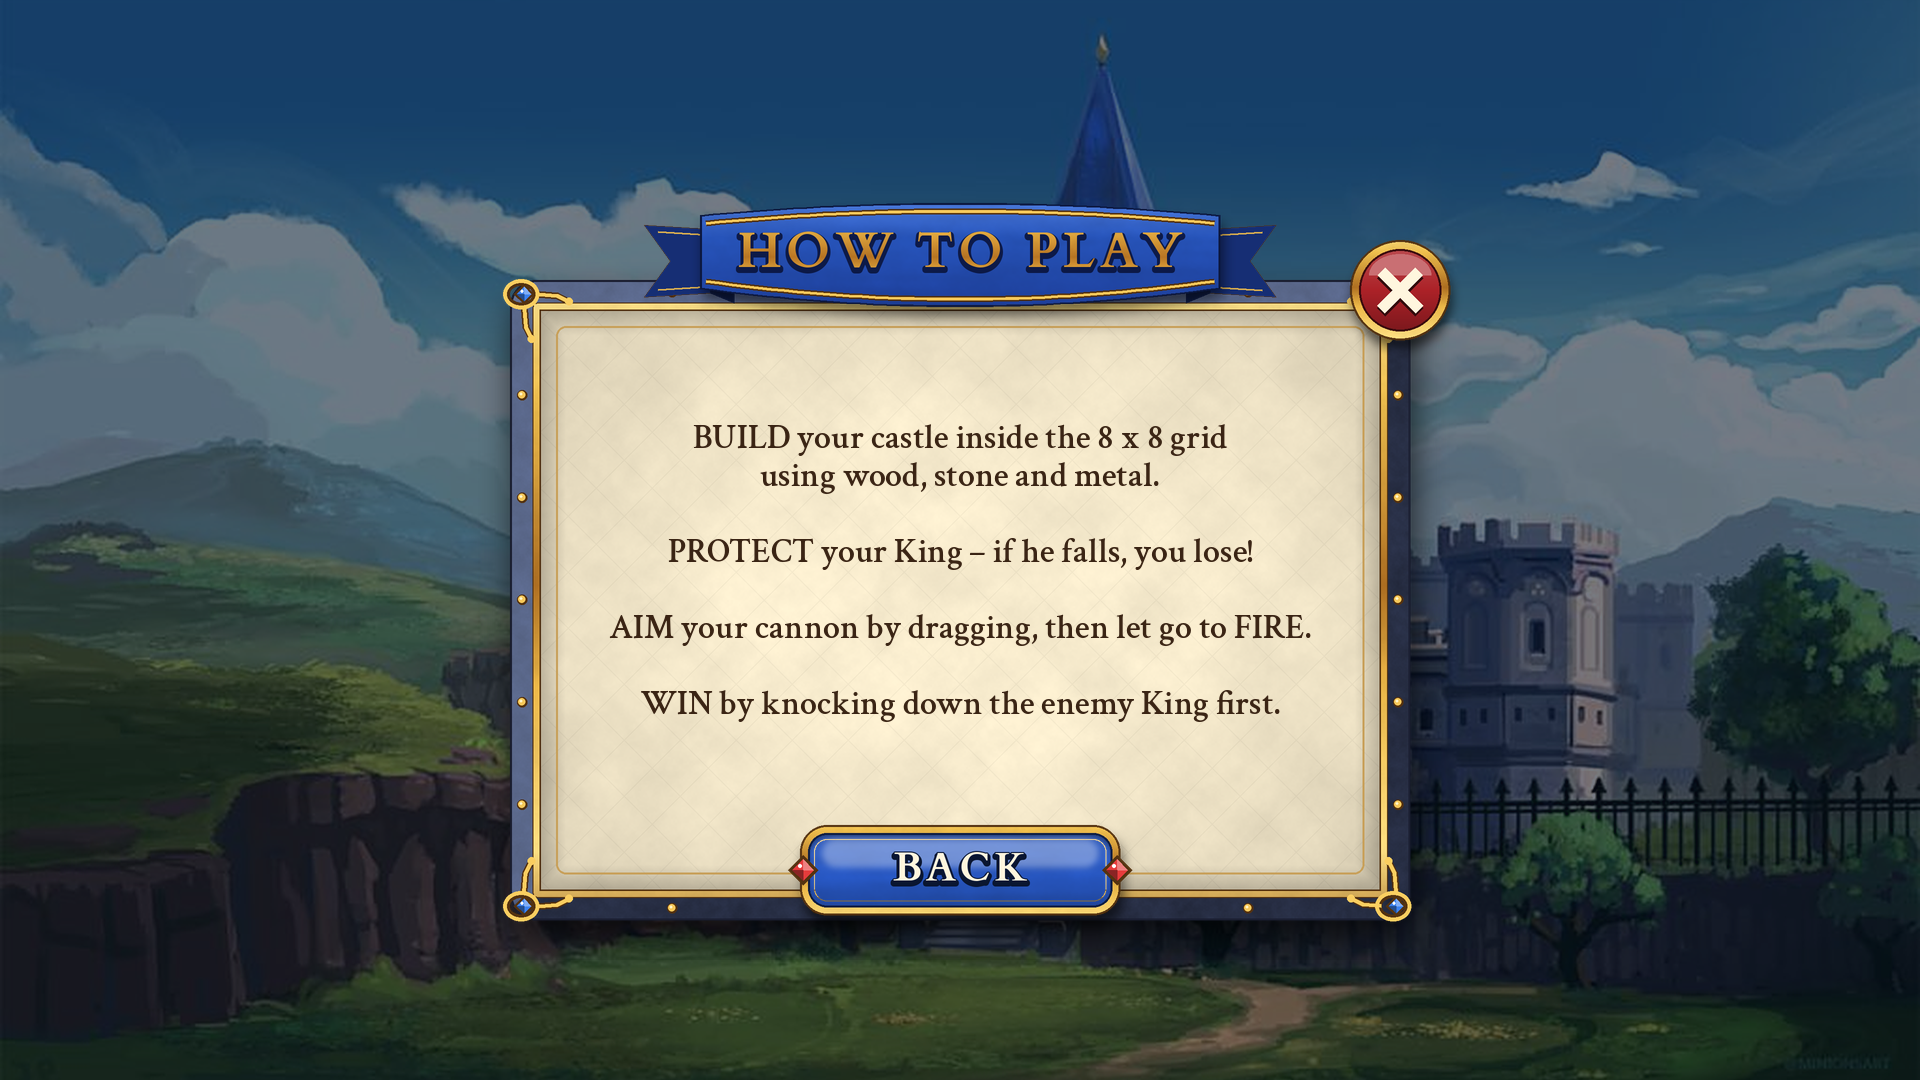 HOW TO PLAY
BUILD your castle inside the 8 x 8 grid
using wood, stone and metal.
PROTECT your King – if he falls, you lose!
AIM your cannon by dragging, then let go to FIRE.
WIN by knocking down the enemy King first.
BACK
@MINIONSART